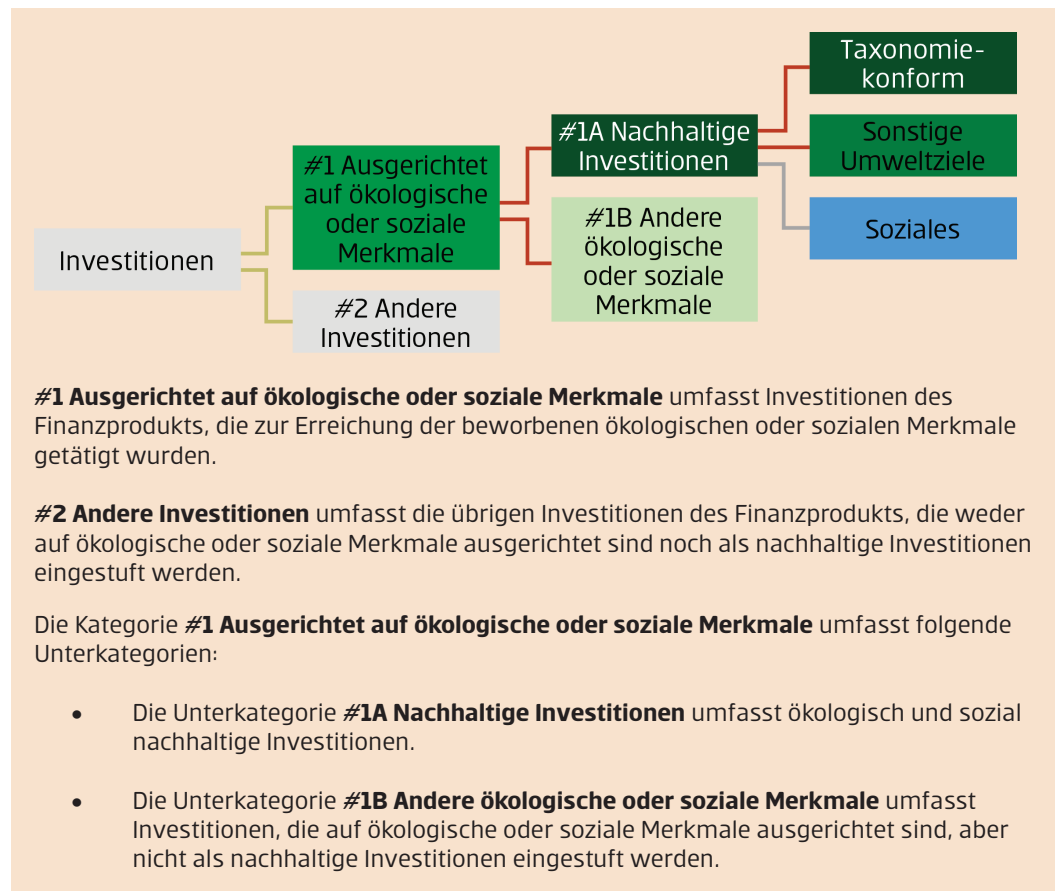 Taxonomie-
konform
#1A Nachhaltige
Investitionen
Sonstige
Umweltziele
#1 Ausgerichtet
auf ökologische
oder soziale
Merkmale
#1B Andere
ökologische
oder soziale
Merkmale
Soziales
Investitionen
#2 Andere
Investitionen
#1 Ausgerichtet auf ökologische oder soziale Merkmale umfasst Investitionen des
Finanzprodukts, die zur Erreichung der beworbenen ökologischen oder sozialen Merkmale
getätigt wurden.
#2 Andere Investitionen umfasst die übrigen Investitionen des Finanzprodukts, die weder
auf ökologische oder soziale Merkmale ausgerichtet sind noch als nachhaltige Investitionen
eingestuft werden.
Die Kategorie #1 Ausgerichtet auf ökologische oder soziale Merkmale umfasst folgende
Unterkategorien:
• Die Unterkategorie #1A Nachhaltige Investitionen umfasst ökologisch und sozial
nachhaltige Investitionen.
• Die Unterkategorie #1B Andere ökologische oder soziale Merkmale umfasst
Investitionen, die auf ökologische oder soziale Merkmale ausgerichtet sind, aber
nicht als nachhaltige Investitionen eingestuft werden.